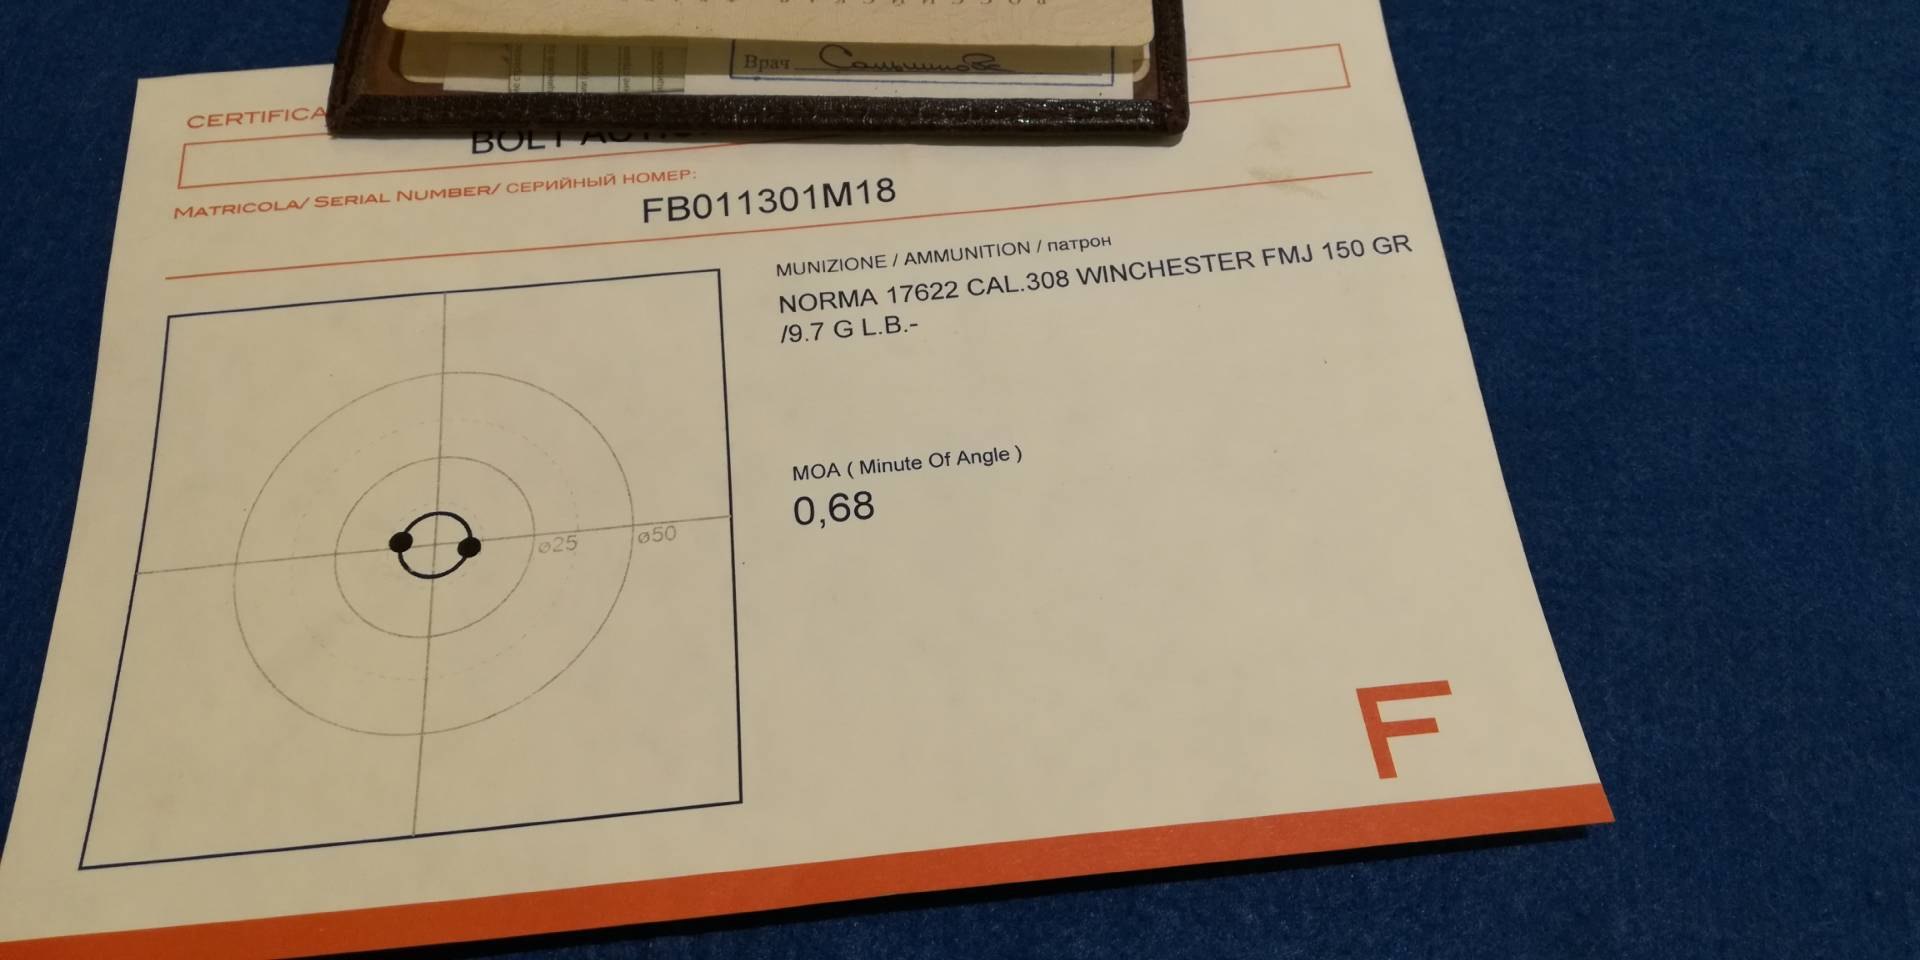 Врач
CERTIFICA
BOLT ACTIO
MATRICOLA/ SERIAL NUMBER/ СЕРИЙНЫЙ НОМЕР:
FB011301M18
MUNIZIONE / AMMUNITION / патрон
NORMA 17622 CAL.308 WINCHESTER FMJ 150 GR
/9.7 G L.B.-
MOA ( Minute Of Angle )
0,68
ø25
ø50
F